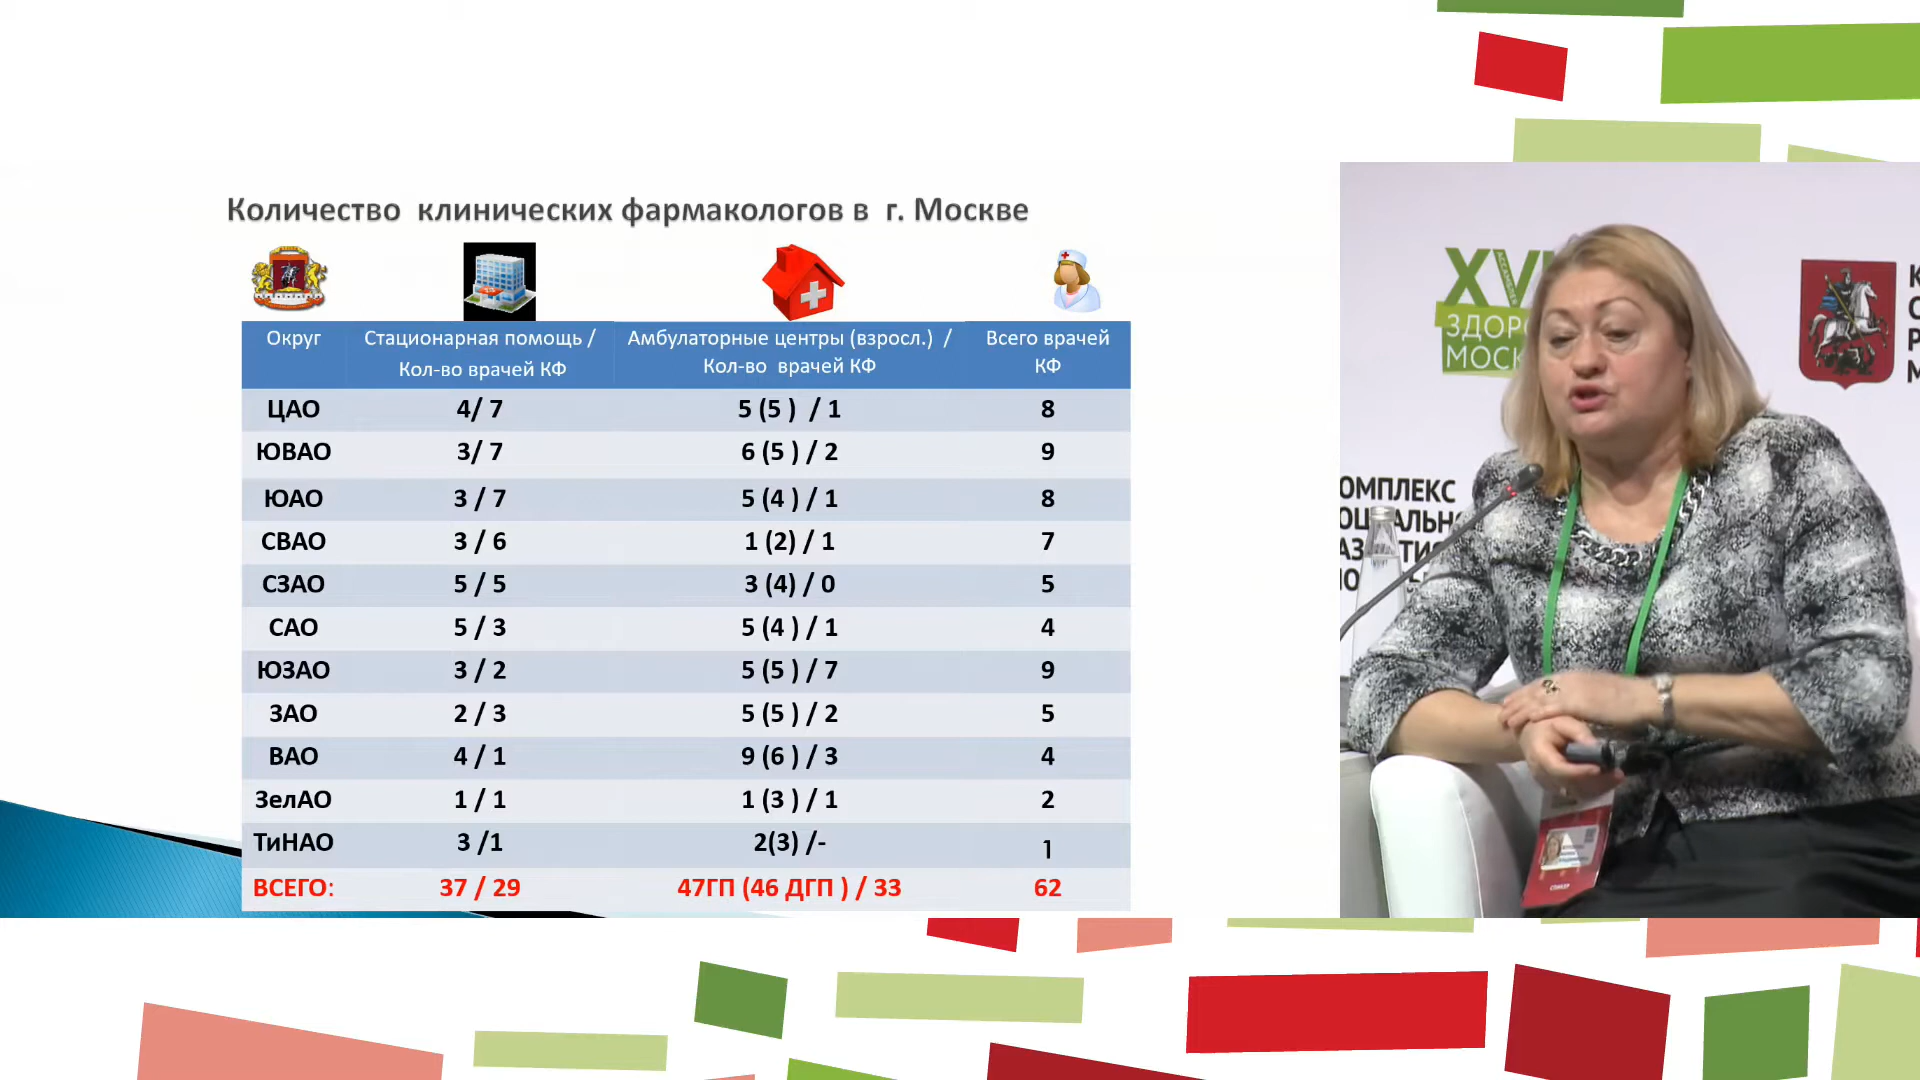 Количество клинических фармакологов в г. Москве
Округ
Стационарная помощь /
Кол-во врачей КФ
Амбулаторные центры (взросл.) /
Кол-во врачей КФ
Всего врачей
КФ
ЦАО 4/ 7 5 (5 ) / 1 8
ЮВАО 3/ 7 6 (5 ) / 2 9
ЮАО 3 / 7 5 (4 ) / 1 8
СВАО 3 / 6 1 (2) / 1 7
СЗАО 5 / 5 3 (4) / 0 5
САО 5 / 3 5 (4 ) / 1 4
ЮЗАО 3 / 2 5 (5 ) / 7 9
ЗАО 2 / 3 5 (5 ) / 2 5
ВАО 4 / 1 9 (6 ) / 3 4
ЗелАО 1 / 1 1 (3 ) / 1 2
ТиНАО 3 /1 2(3) /- 1
ВСЕГО: 37 / 29 47ГП (46 ДГП ) / 33 62
XVI
ЗДОРО
МОСК
ОМПЛЕКС